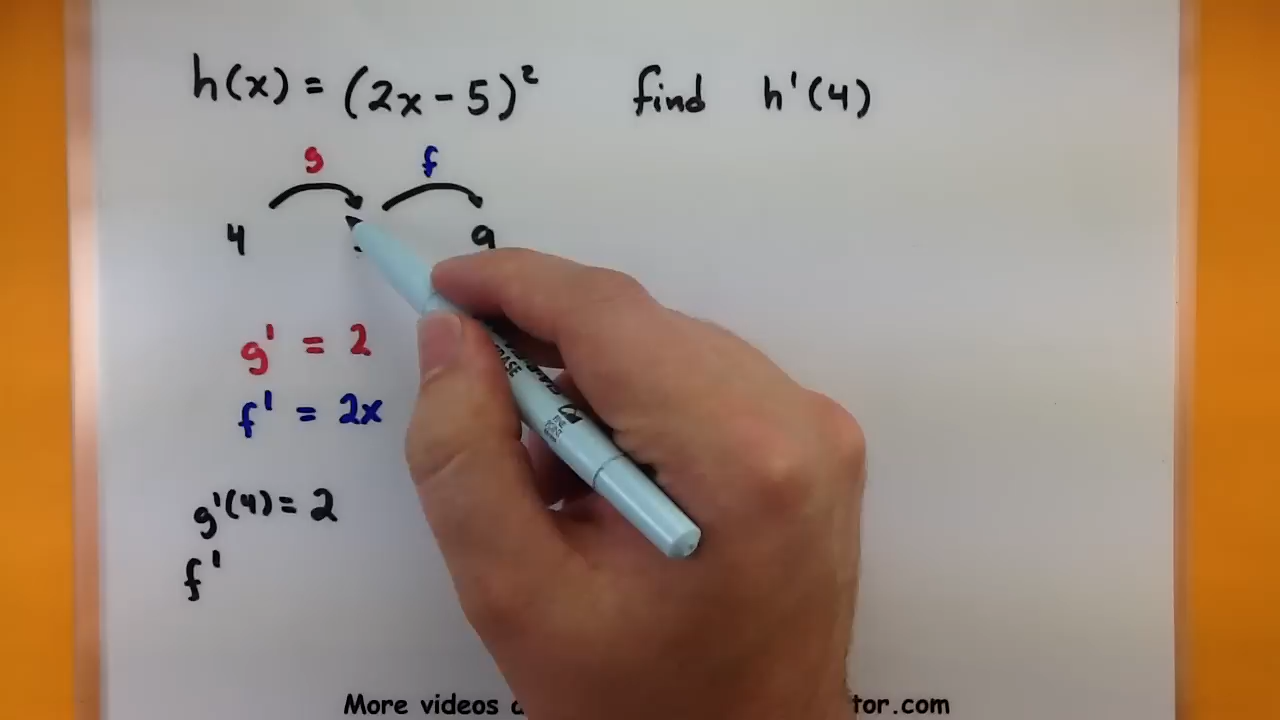 h(x) = (2x - 5)² find h'(4)
g f
4 9
g' = 2
f' = 2x
g'(4) = 2
f'
More videos tor.com